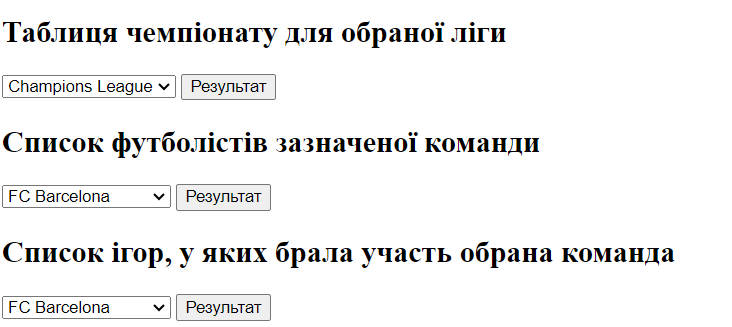 Таблиця чемпіонату для обраної ліги
Champions League Результат
Список футболістів зазначеної команди
FC Barcelona Результат
Список ігор, у яких брала участь обрана команда
FC Barcelona Результат